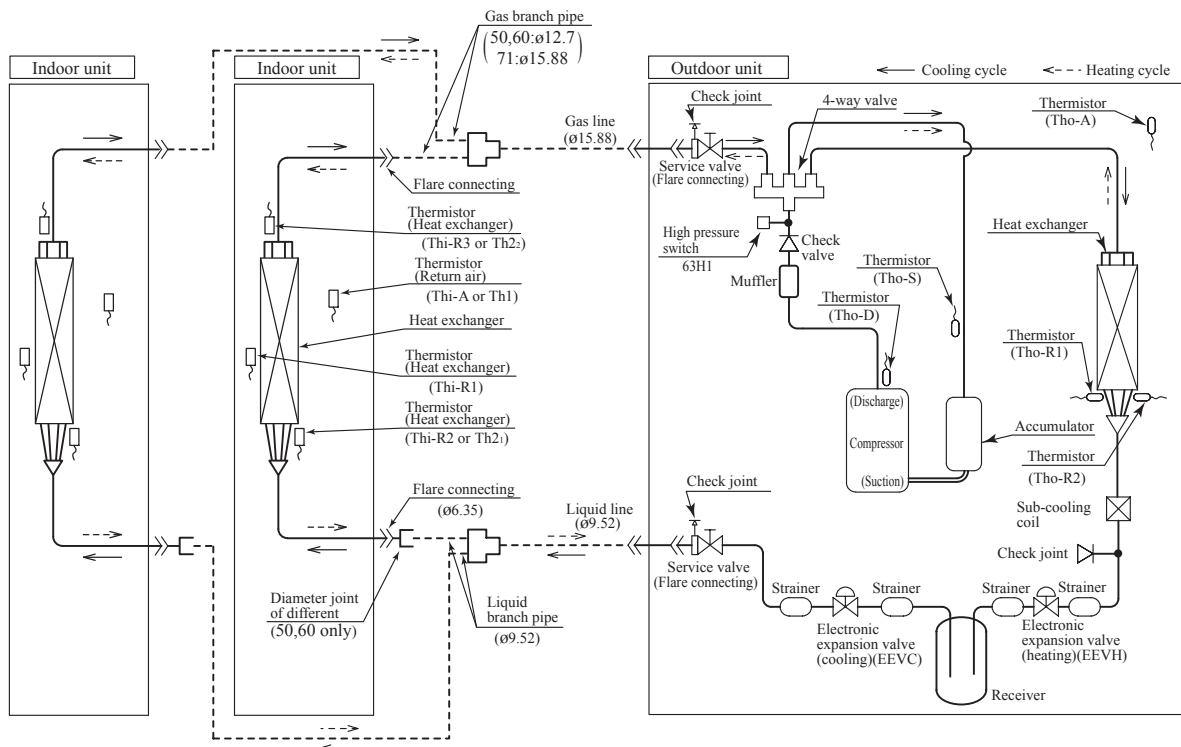 Indoor unit
Indoor unit
Gas branch pipe
(50,60:ø12.7
71:ø15.88)
Gas line
(ø15.88)
Flare connecting
Thermistor
(Heat exchanger)
(Thi-R3 or Th2₂)
Thermistor
(Return air)
(Thi-A or Th1)
Heat exchanger
Thermistor
(Heat exchanger)
(Thi-R1)
Thermistor
(Heat exchanger)
(Thi-R2 or Th2₁)
Flare connecting
(ø6.35)
Liquid line
(ø9.52)
Diameter joint
of different
(50,60 only)
Liquid
branch pipe
(ø9.52)
Outdoor unit
Cooling cycle
Heating cycle
Check joint
4-way valve
Thermistor
(Tho-A)
Service valve
(Flare connecting)
High pressure
switch
63H1
Check
valve
Muffler
Thermistor
(Tho-S)
Heat exchanger
Thermistor
(Tho-D)
Thermistor
(Tho-R1)
(Discharge)
Compressor
(Suction)
Accumulator
Thermistor
(Tho-R2)
Check joint
Sub-cooling
coil
Check joint
Service valve
(Flare connecting)
Strainer
Strainer
Strainer
Strainer
Electronic
expansion valve
(cooling)(EEVC)
Electronic
expansion valve
(heating)(EEVH)
Receiver